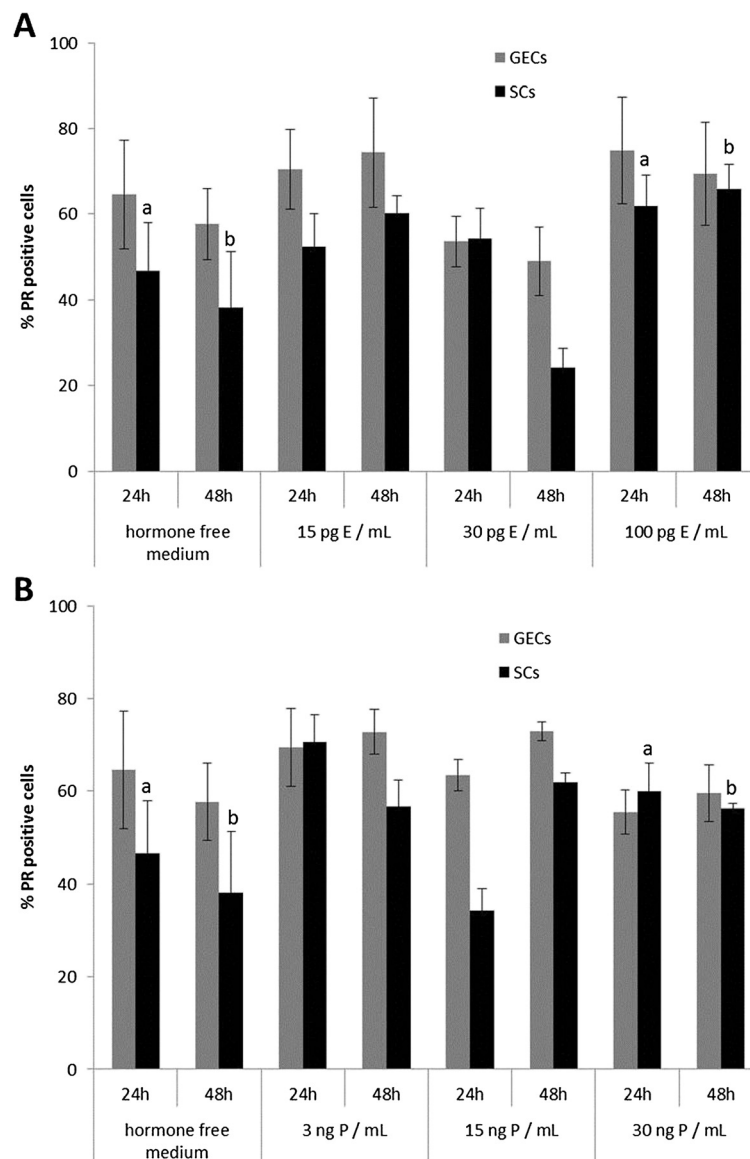 A
100
80
60
40
20
0
% PR positive cells
GECs
SCs
a
b
a
b
24h 48h 24h 48h 24h 48h 24h 48h
hormone free medium 15 pg E / mL 30 pg E / mL 100 pg E / mL
B
100
80
60
40
20
0
% PR positive cells
GECs
SCs
a
b
a
b
24h 48h 24h 48h 24h 48h 24h 48h
hormone free medium 3 ng P / mL 15 ng P / mL 30 ng P / mL